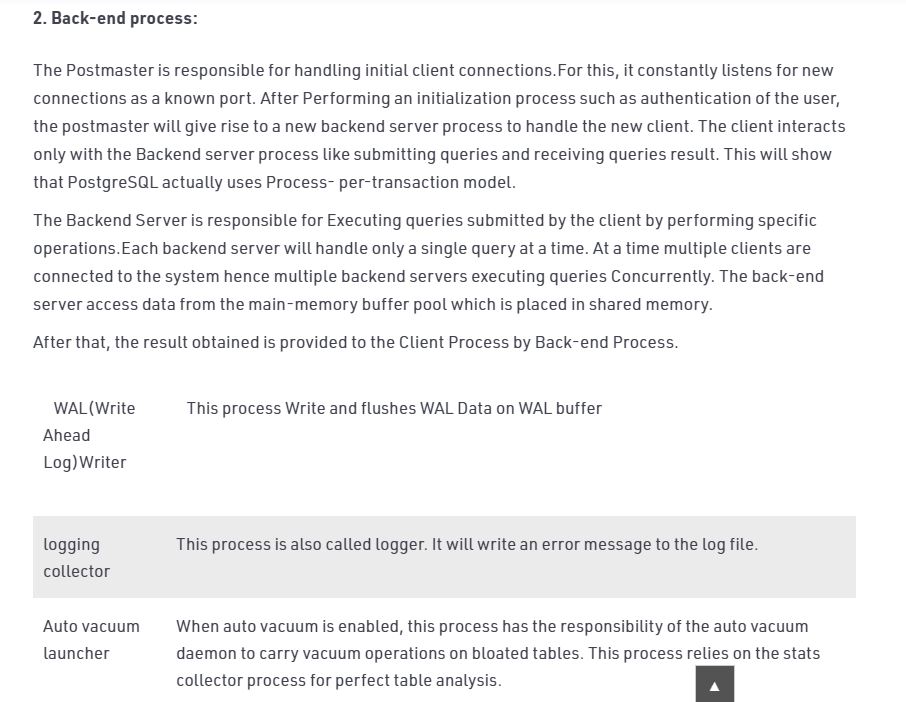 2. Back-end process:
The Postmaster is responsible for handling initial client connections.For this, it constantly listens for new
connections as a known port. After Performing an initialization process such as authentication of the user,
the postmaster will give rise to a new backend server process to handle the new client. The client interacts
only with the Backend server process like submitting queries and receiving queries result. This will show
that PostgreSQL actually uses Process- per-transaction model.
The Backend Server is responsible for Executing queries submitted by the client by performing specific
operations.Each backend server will handle only a single query at a time. At a time multiple clients are
connected to the system hence multiple backend servers executing queries Concurrently. The back-end
server access data from the main-memory buffer pool which is placed in shared memory.
After that, the result obtained is provided to the Client Process by Back-end Process.
WAL(Write
Ahead
Log)Writer
This process Write and flushes WAL Data on WAL buffer
logging
collector
This process is also called logger. It will write an error message to the log file.
Auto vacuum
launcher
When auto vacuum is enabled, this process has the responsibility of the auto vacuum
daemon to carry vacuum operations on bloated tables. This process relies on the stats
collector process for perfect table analysis.